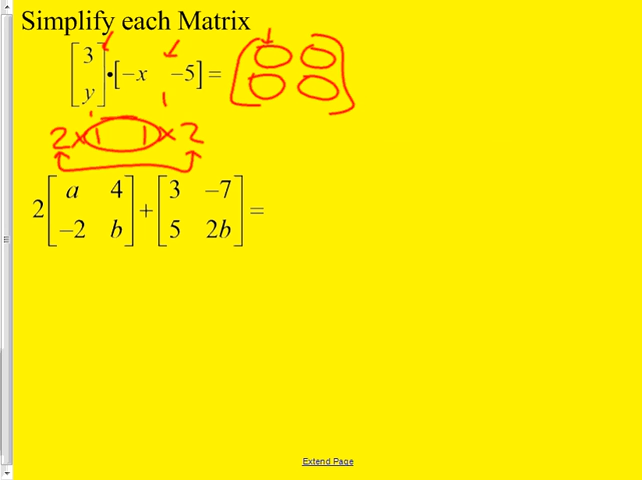 Simplify each Matrix
[3 y] • [−x −5] =
2×1 1×2
2[a 4 −2 b] + [3 −7 5 2b] =
Extend Page